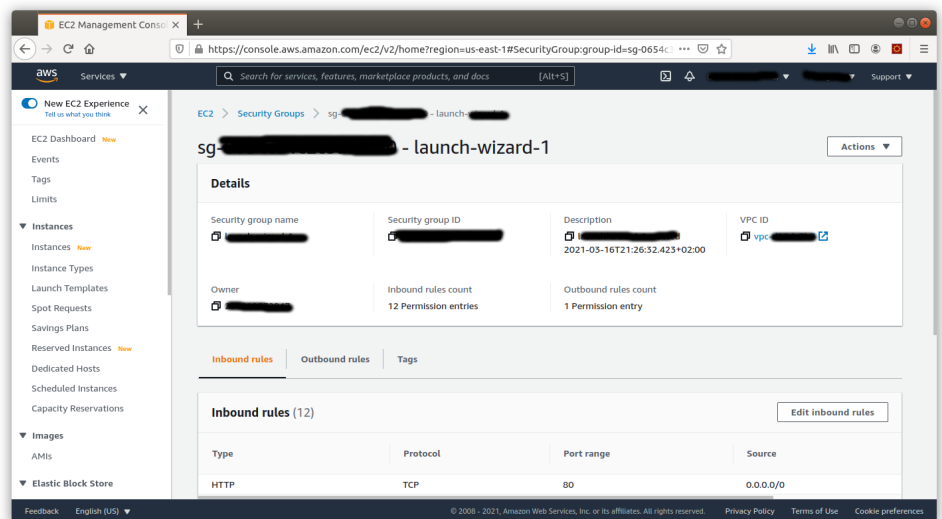 EC2 Management Conso
https://console.aws.amazon.com/ec2/v2/home?region=us-east-1#SecurityGroup:group-id=sg-0654c
aws Services ▼ Search for services, features, marketplace products, and docs [Alt+S] Support ▼
New EC2 Experience
Tell us what you think
EC2 Dashboard New
Events
Tags
Limits
▼ Instances
Instances New
Instance Types
Launch Templates
Spot Requests
Savings Plans
Reserved Instances New
Dedicated Hosts
Scheduled Instances
Capacity Reservations
▼ Images
AMIs
▼ Elastic Block Store
EC2 > Security Groups > sg- - launch-
sg- - launch-wizard-1
Actions ▼
Details
Security group name
Security group ID
Description
2021-03-16T21:26:32.423+02:00
VPC ID
vpc-
Owner
Inbound rules count
12 Permission entries
Outbound rules count
1 Permission entry
Inbound rules Outbound rules Tags
Inbound rules (12)
Edit inbound rules
Type Protocol Port range Source
HTTP TCP 80 0.0.0.0/0
Feedback English (US) ▼ © 2008 - 2021, Amazon Web Services, Inc. or its affiliates. All rights reserved. Privacy Policy Terms of Use Cookie preferences